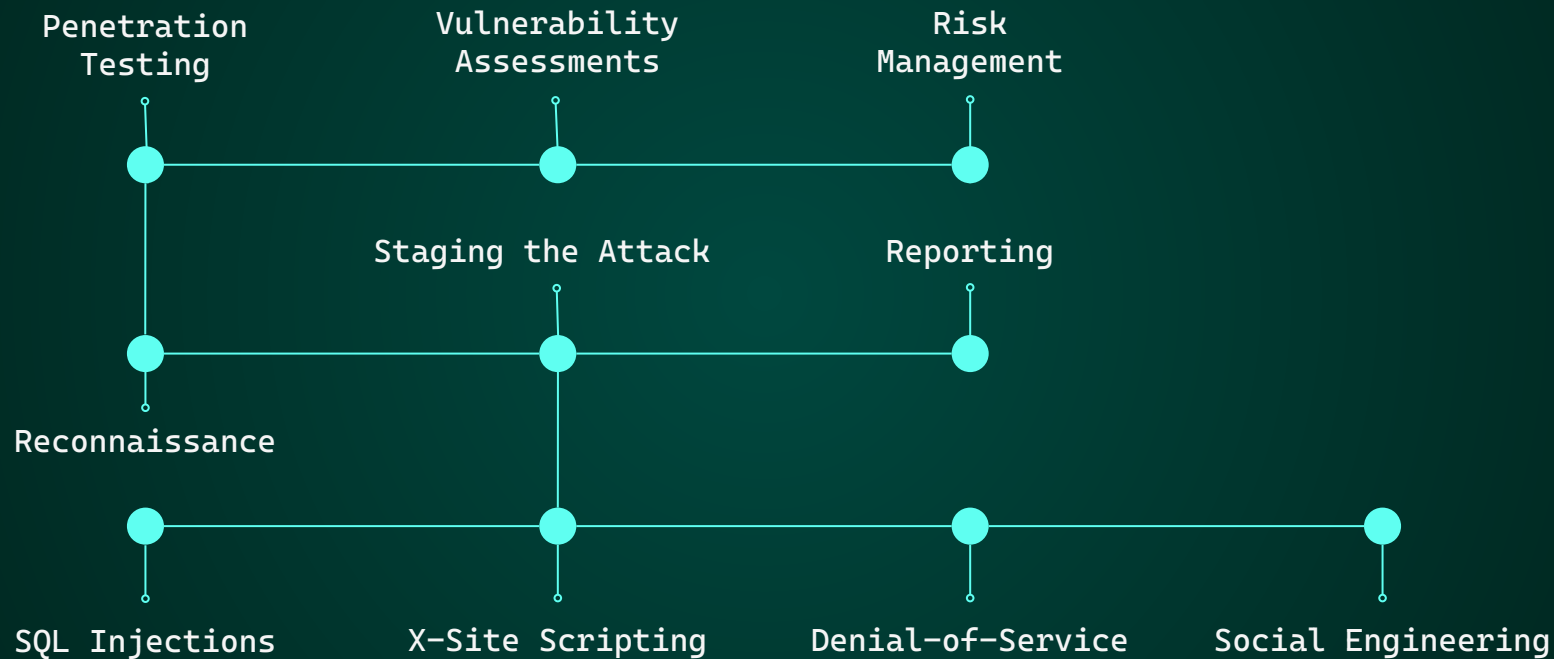 Penetration
Testing
Vulnerability
Assessments
Risk
Management
Staging the Attack
Reporting
Reconnaissance
SQL Injections
X-Site Scripting
Denial-of-Service
Social Engineering